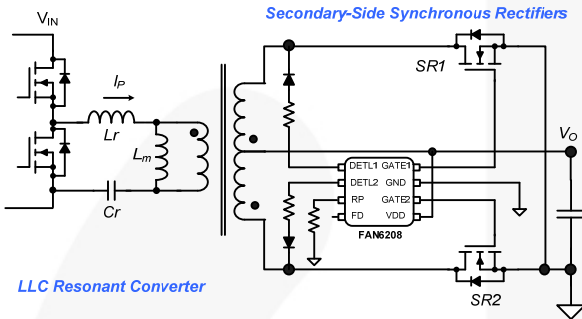 Secondary-Side Synchronous Rectifiers
VIN
IP
SR1
Lr
Lm
VO
DETL1 GATE1
DETL2 GND
RP GATE2
FD VDD
Cr
FAN6208
LLC Resonant Converter
SR2